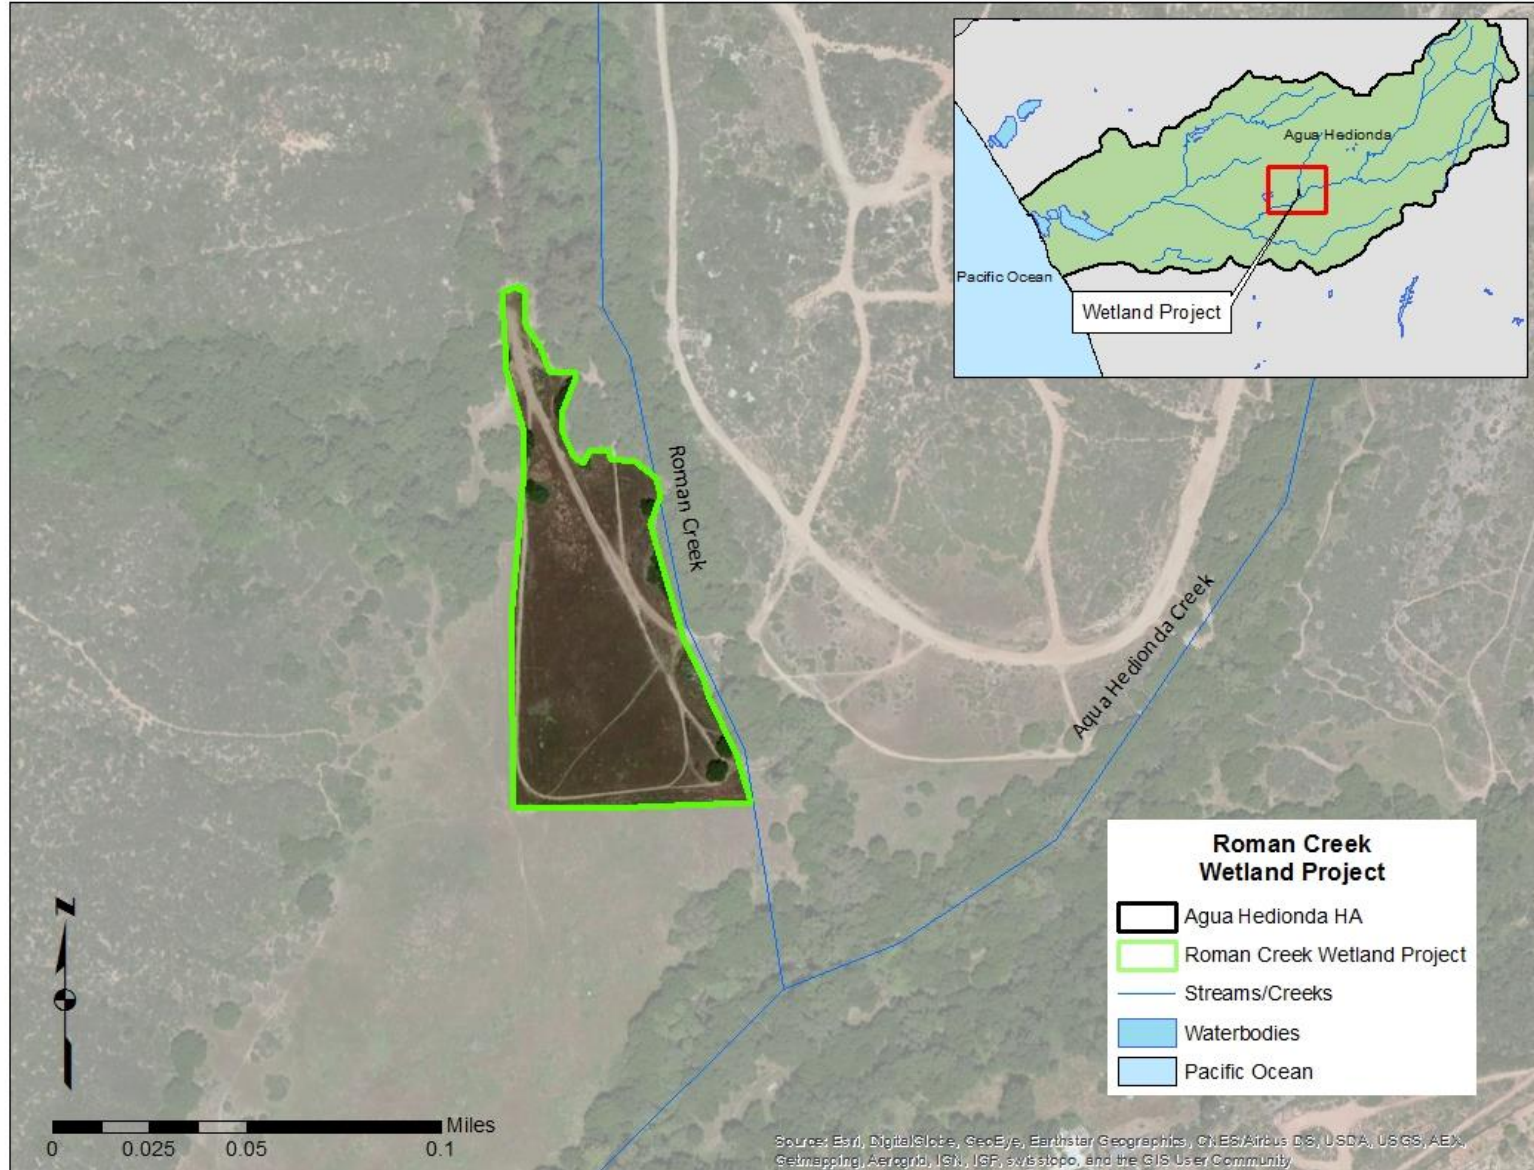 Agua Hedionda
Pacific Ocean
Wetland Project
Roman Creek
Aqua Hedionda Creek
Roman Creek
Wetland Project
Agua Hedionda HA
Roman Creek Wetland Project
Streams/Creeks
Waterbodies
Pacific Ocean
N
Miles
0 0.025 0.05 0.1
Source: Esri, DigitalGlobe, GeoEye, Earthstar Geographics, CNES/Airbus DS, USDA, USGS, AEX,
Getmapping, Aerogrid, IGN, IGP, swisstopo, and the GIS User Community